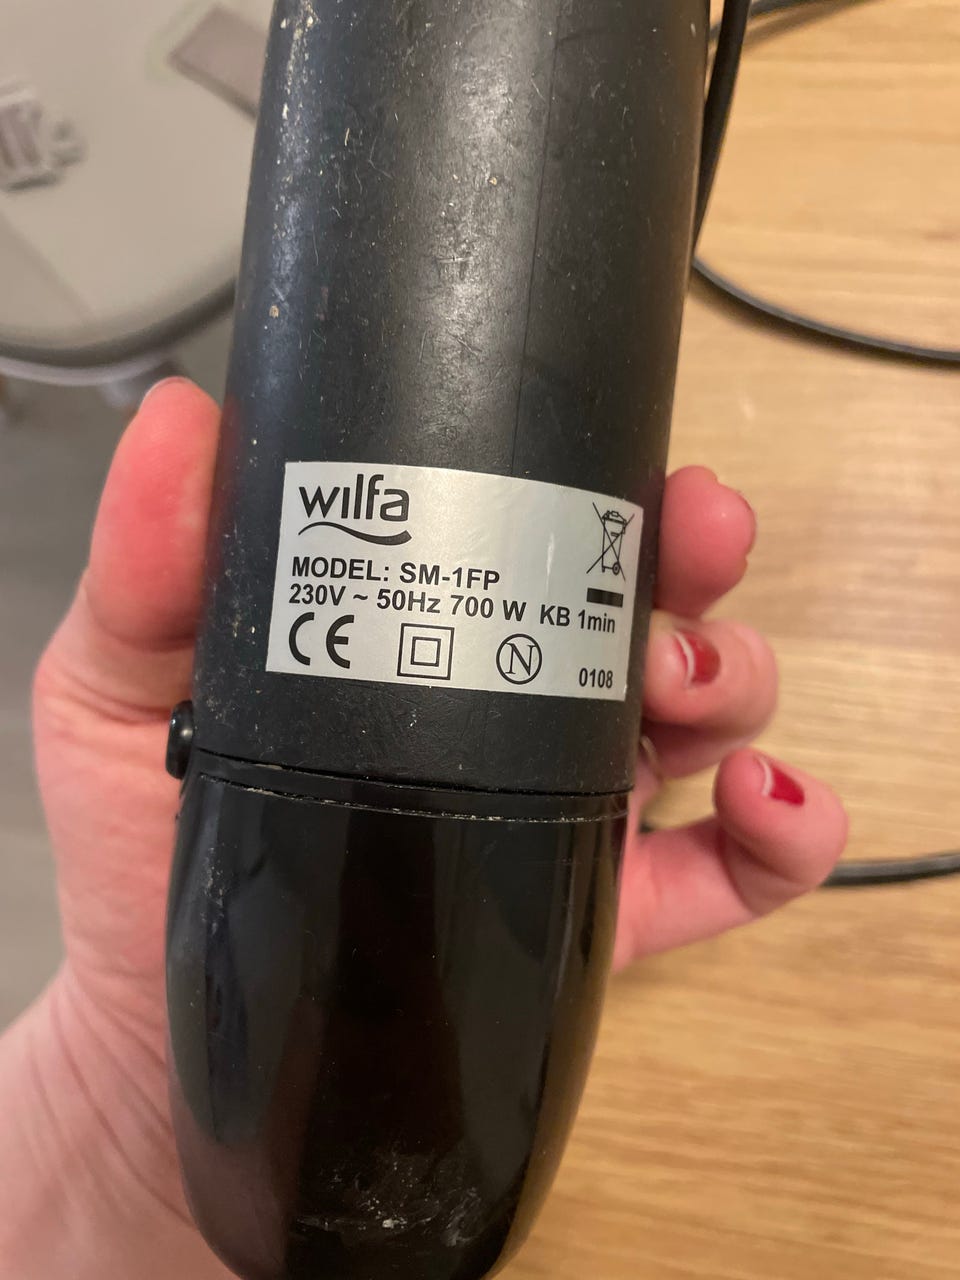 wilfa
MODEL: SM-1FP
230V ~ 50Hz 700 W KB 1min
CE N 0108